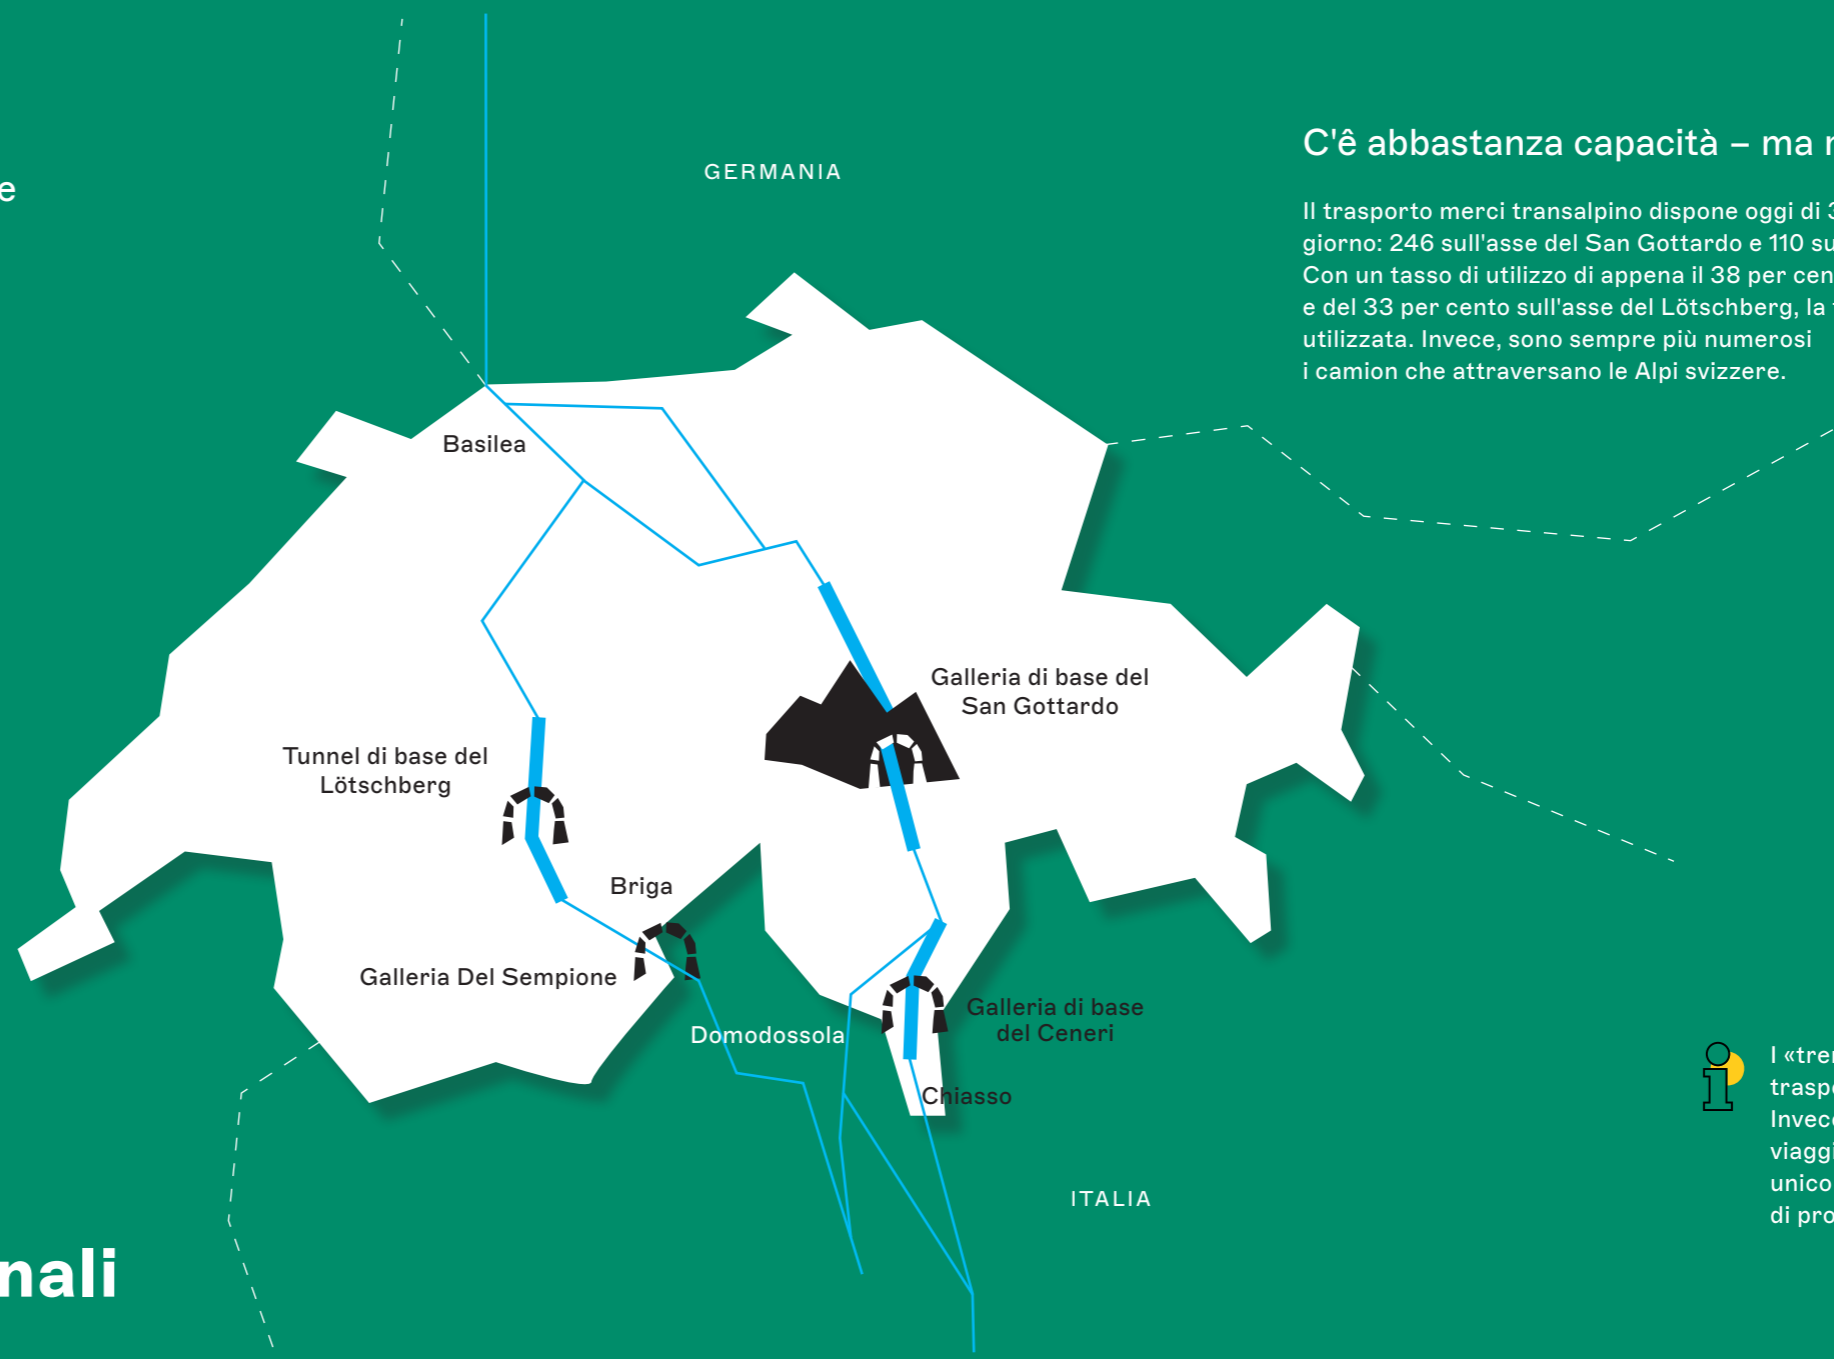 e
GERMANIA
C'ê abbastanza capacità – ma
Il trasporto merci transalpino dispone oggi di 3
giorno: 246 sull'asse del San Gottardo e 110 su
Con un tasso di utilizzo di appena il 38 per cen
e del 33 per cento sull'asse del Lötschberg, la
utilizzata. Invece, sono sempre più numerosi
i camion che attraversano le Alpi svizzere.
Basilea
Galleria di base del
San Gottardo
Tunnel di base del
Lötschberg
Briga
Galleria Del Sempione
Domodossola
Galleria di base
del Ceneri
Chiasso
ITALIA
I «tren
traspo
Invece
viaggi
unico
di pro
nali